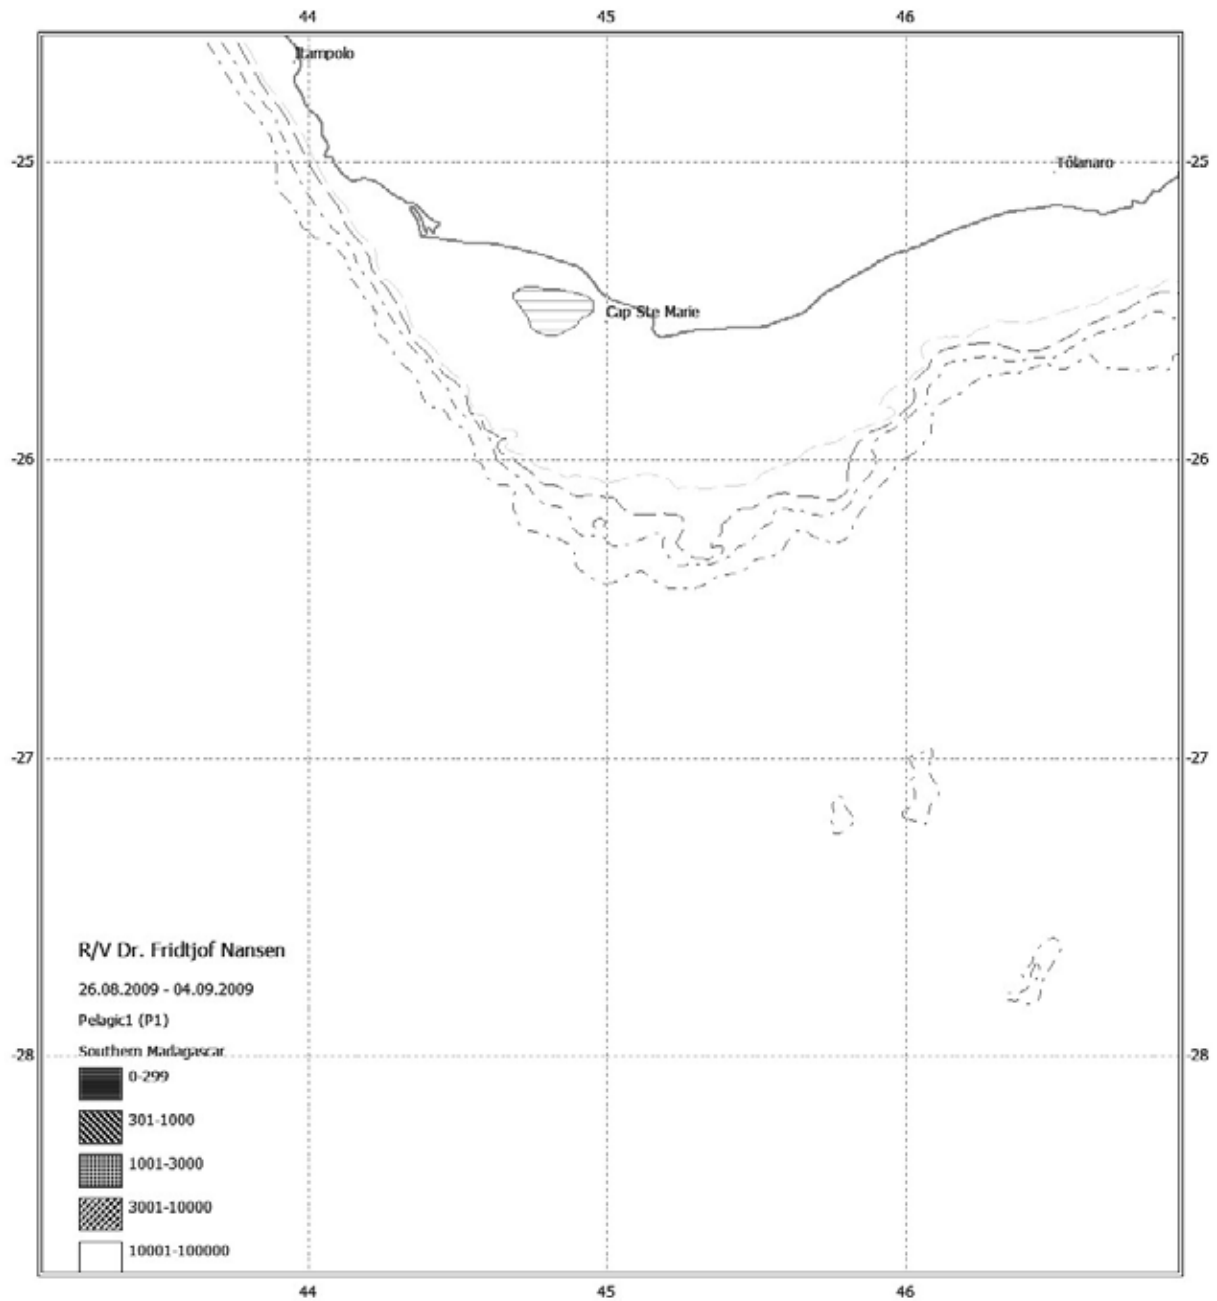 44 45 46
Itampolo
-25 -25
Tôlanaro
Cap Ste Marie
-26 -26
-27 -27
R/V Dr. Fridtjof Nansen
26.08.2009 - 04.09.2009
Pelagic1 (P1)
Southern Madagascar
-28 -28
0-299
301-1000
1001-3000
3001-10000
10001-100000
44 45 46